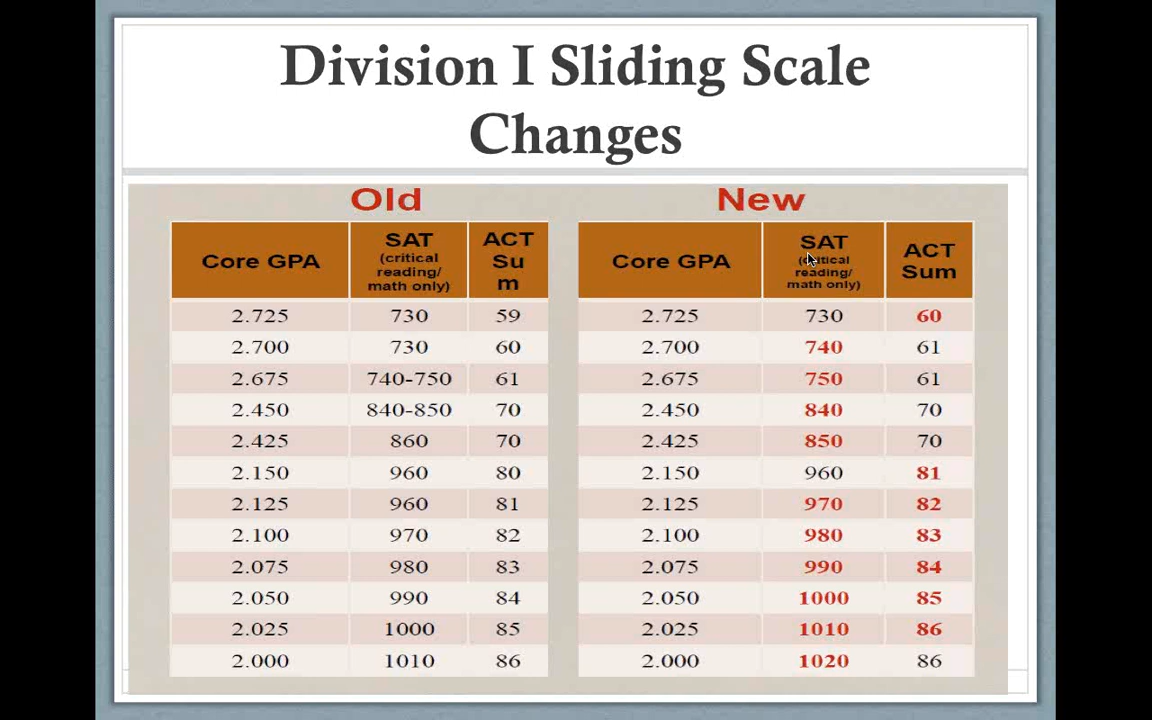 Division I Sliding Scale
Changes
Old
Core GPA SAT (critical reading/ math only) ACT Su m
2.725 730 59
2.700 730 60
2.675 740-750 61
2.450 840-850 70
2.425 860 70
2.150 960 80
2.125 960 81
2.100 970 82
2.075 980 83
2.050 990 84
2.025 1000 85
2.000 1010 86
New
Core GPA SAT (critical reading/ math only) ACT Sum
2.725 730 60
2.700 740 61
2.675 750 61
2.450 840 70
2.425 850 70
2.150 960 81
2.125 970 82
2.100 980 83
2.075 990 84
2.050 1000 85
2.025 1010 86
2.000 1020 86